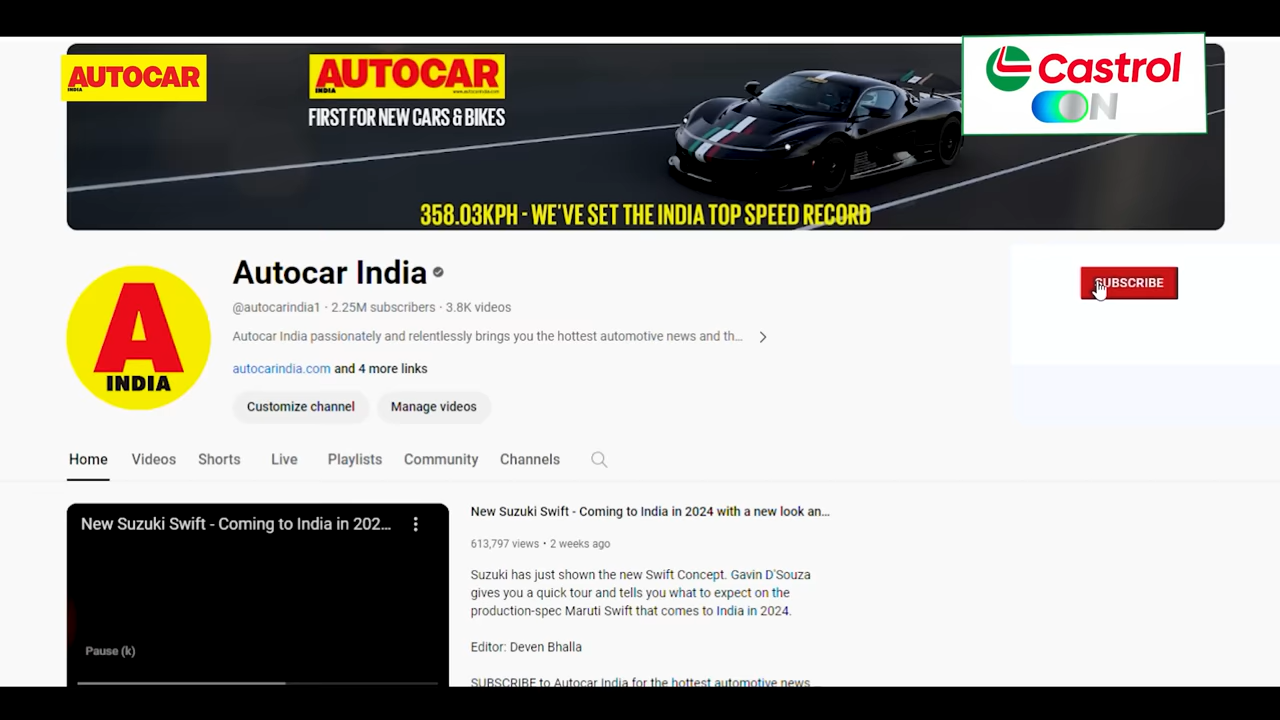 AUTOCAR
INDIA
AUTOCAR
INDIA www.autocarindia.com
FIRST FOR NEW CARS & BIKES
Castrol
ON
358.03KPH - WE'VE SET THE INDIA TOP SPEED RECORD
A
INDIA
Autocar India
@autocarindia1 · 2.25M subscribers · 3.8K videos
Autocar India passionately and relentlessly brings you the hottest automotive news and th...
autocarindia.com and 4 more links
Customize channel Manage videos
SUBSCRIBE
Home Videos Shorts Live Playlists Community Channels
New Suzuki Swift - Coming to India in 202...
Pause (k)
New Suzuki Swift - Coming to India in 2024 with a new look an...
613,797 views • 2 weeks ago
Suzuki has just shown the new Swift Concept. Gavin D'Souza
gives you a quick tour and tells you what to expect on the
production-spec Maruti Swift that comes to India in 2024.
Editor: Deven Bhalla
SUBSCRIBE to Autocar India for the hottest automotive news